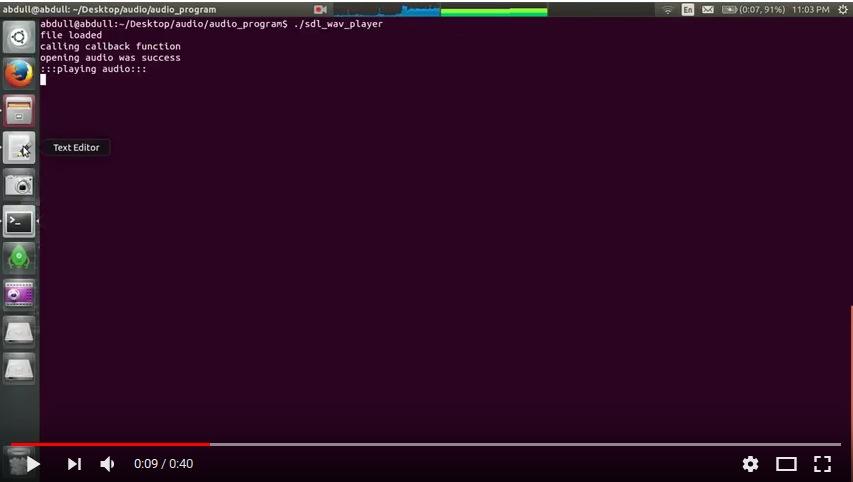 abdull@abdull: ~/Desktop/audio/audio_program
En
(0:07, 91%)
11:03 PM
abdull@abdull:~/Desktop/audio/audio_program$ ./sdl_wav_player
file loaded
calling callback function
opening audio was success
:::playing audio:::
Text Editor
0:09 / 0:40